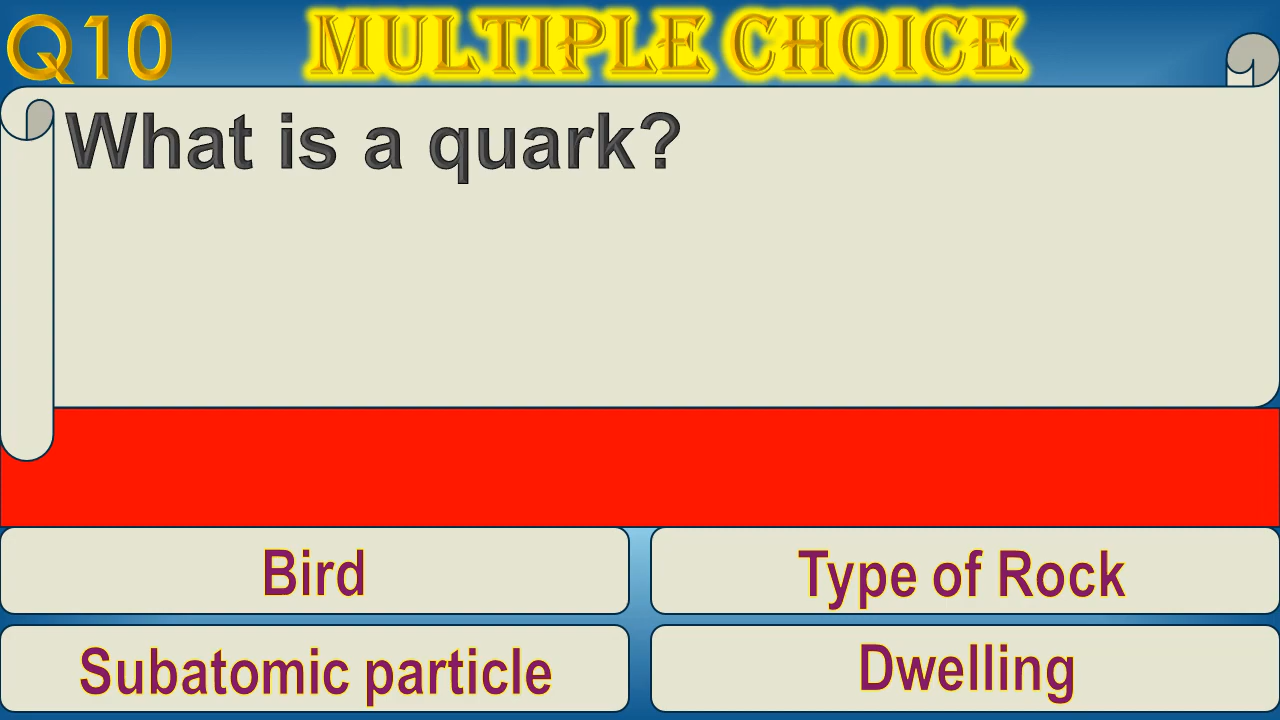 Q10 MULTIPLE CHOICE
What is a quark?
Bird
Type of Rock
Subatomic particle
Dwelling